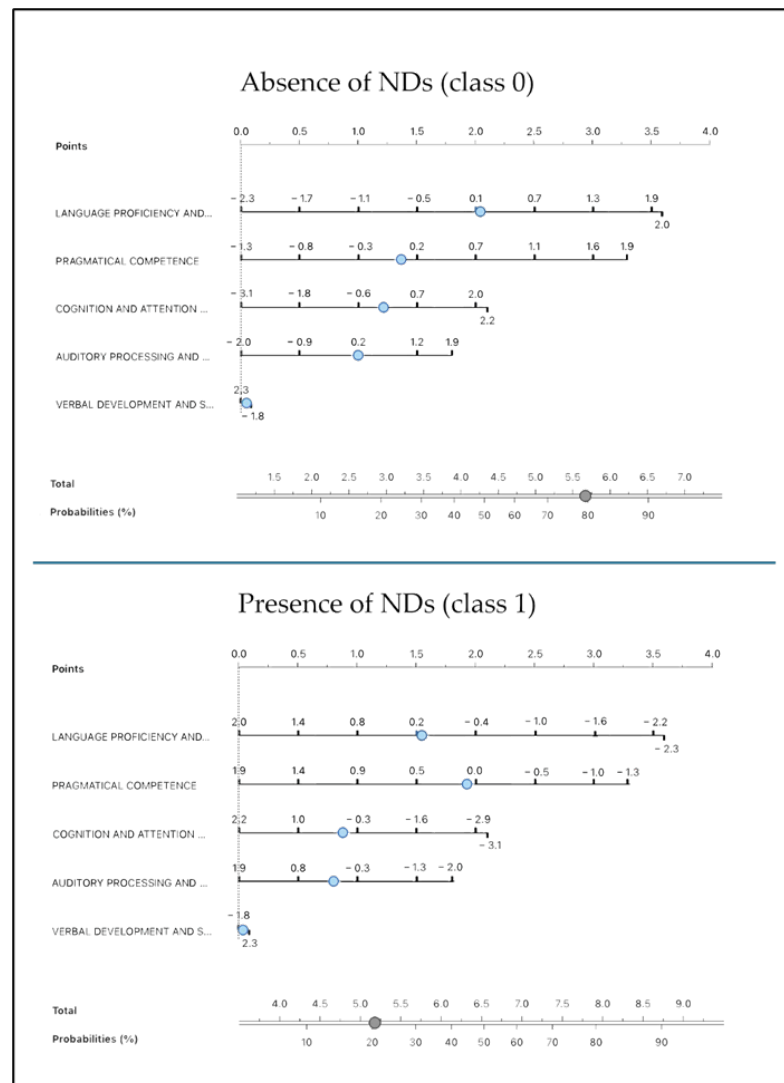 Absence of NDs (class 0)
0.0 0.5 1.0 1.5 2.0 2.5 3.0 3.5 4.0
Points
− 2.3 − 1.7 − 1.1 − 0.5 0.1 0.7 1.3 1.9
LANGUAGE PROFICIENCY AND...
2.0
− 1.3 − 0.8 − 0.3 0.2 0.7 1.1 1.6 1.9
PRAGMATICAL COMPETENCE
− 3.1 − 1.8 − 0.6 0.7 2.0
COGNITION AND ATTENTION ...
2.2
− 2.0 − 0.9 0.2 1.2 1.9
AUDITORY PROCESSING AND ...
2.3
VERBAL DEVELOPMENT AND S...
− 1.8
1.5 2.0 2.5 3.0 3.5 4.0 4.5 5.0 5.5 6.0 6.5 7.0
Total
Probabilities (%)
10 20 30 40 50 60 70 80 90
Presence of NDs (class 1)
0.0 0.5 1.0 1.5 2.0 2.5 3.0 3.5 4.0
Points
2.0 1.4 0.8 0.2 − 0.4 − 1.0 − 1.6 − 2.2
LANGUAGE PROFICIENCY AND...
− 2.3
1.9 1.4 0.9 0.5 0.0 − 0.5 − 1.0 − 1.3
PRAGMATICAL COMPETENCE
2.2 1.0 − 0.3 − 1.6 − 2.9
COGNITION AND ATTENTION ...
− 3.1
1.9 0.8 − 0.3 − 1.3 − 2.0
AUDITORY PROCESSING AND ...
− 1.8
VERBAL DEVELOPMENT AND S...
2.3
4.0 4.5 5.0 5.5 6.0 6.5 7.0 7.5 8.0 8.5 9.0
Total
Probabilities (%)
10 20 30 40 50 60 70 80 90